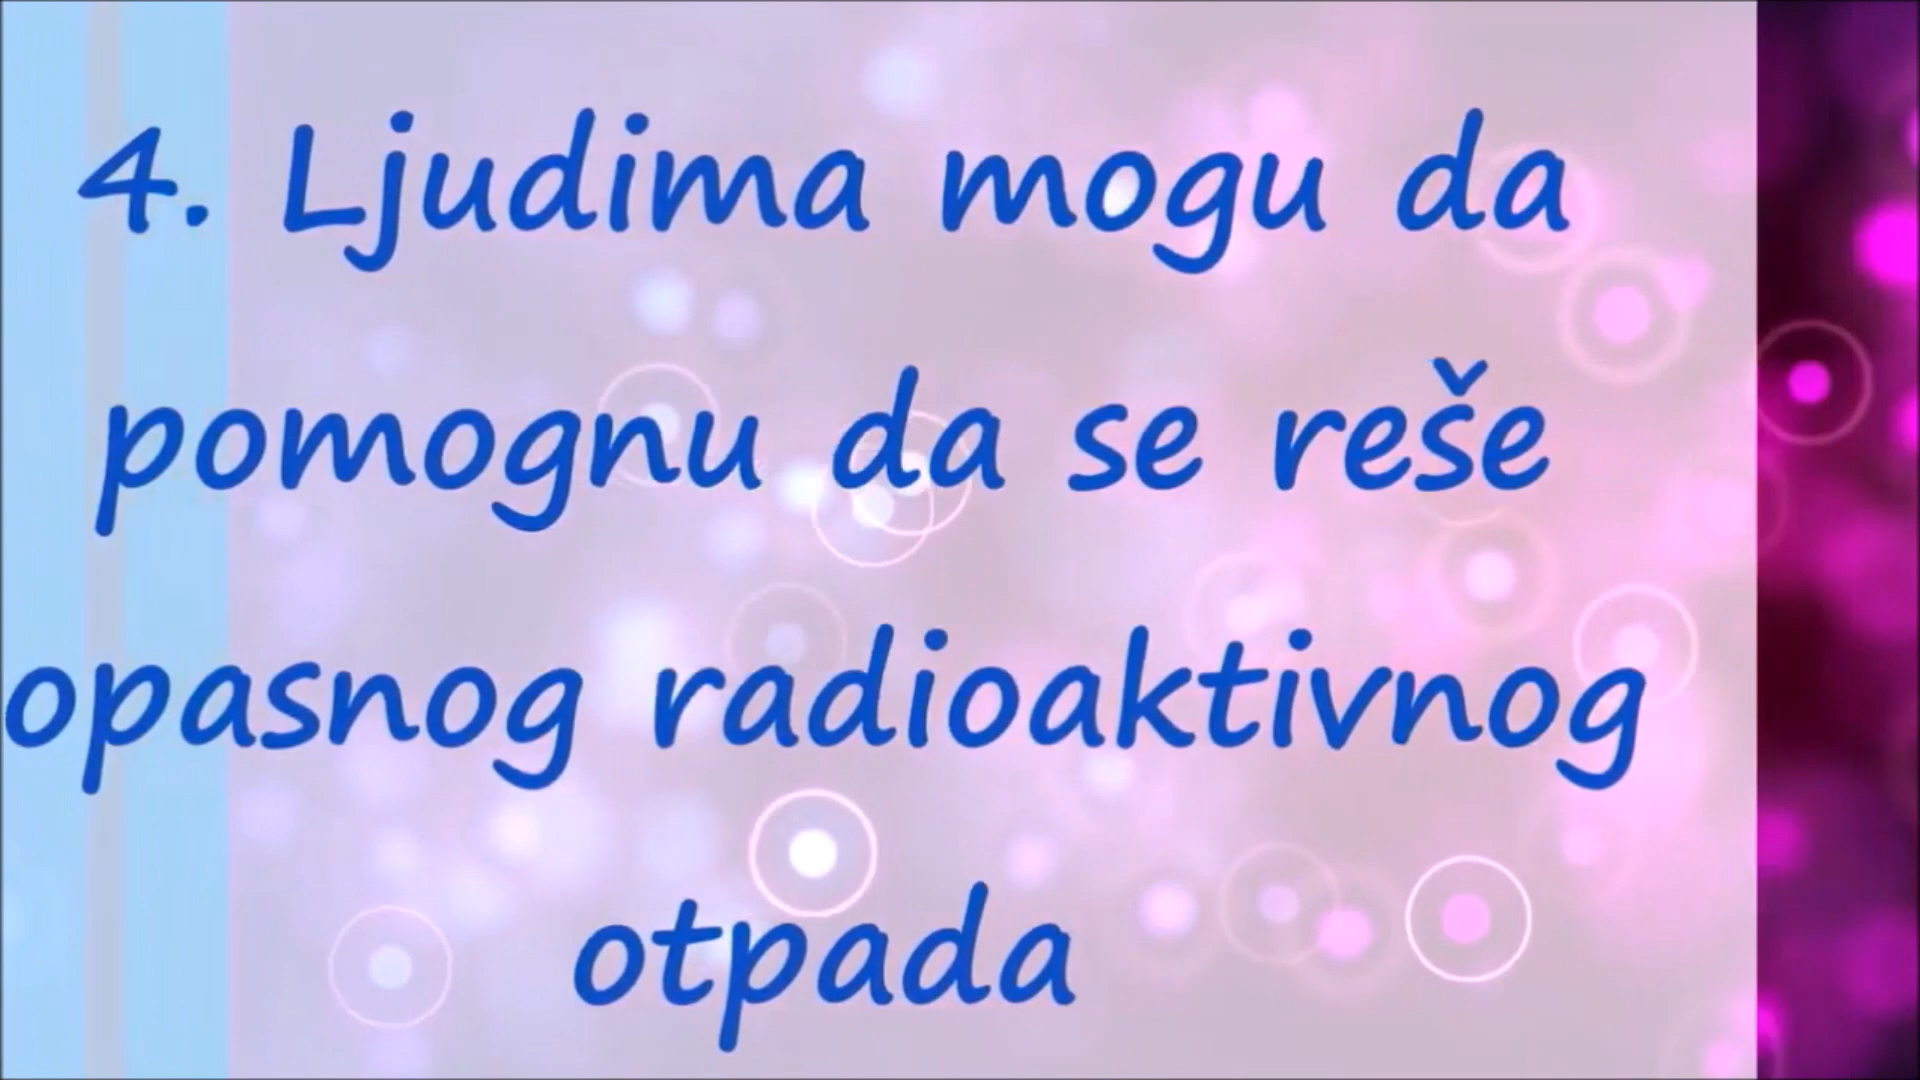 4. Ljudima mogu da
pomognu da se reše
opasnog radioaktivnog
otpada